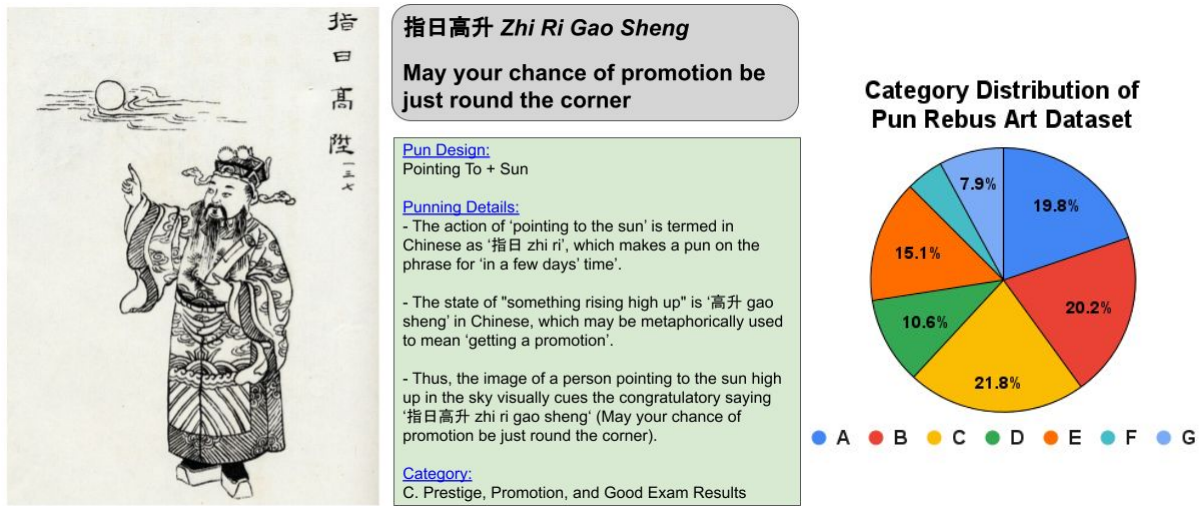 指日高陞
一三七
指日高升 Zhi Ri Gao Sheng
May your chance of promotion be
just round the corner
Pun Design:
Pointing To + Sun
Punning Details:
- The action of ‘pointing to the sun’ is termed in
Chinese as ‘指日 zhi ri’, which makes a pun on the
phrase for ‘in a few days’ time’.
- The state of "something rising high up" is ‘高升 gao
sheng’ in Chinese, which may be metaphorically used
to mean ‘getting a promotion’.
- Thus, the image of a person pointing to the sun high
up in the sky visually cues the congratulatory saying
‘指日高升 zhi ri gao sheng‘ (May your chance of
promotion be just round the corner).
Category:
C. Prestige, Promotion, and Good Exam Results
Category Distribution of
Pun Rebus Art Dataset
7.9%
19.8%
15.1%
20.2%
10.6%
21.8%
A B C D E F G